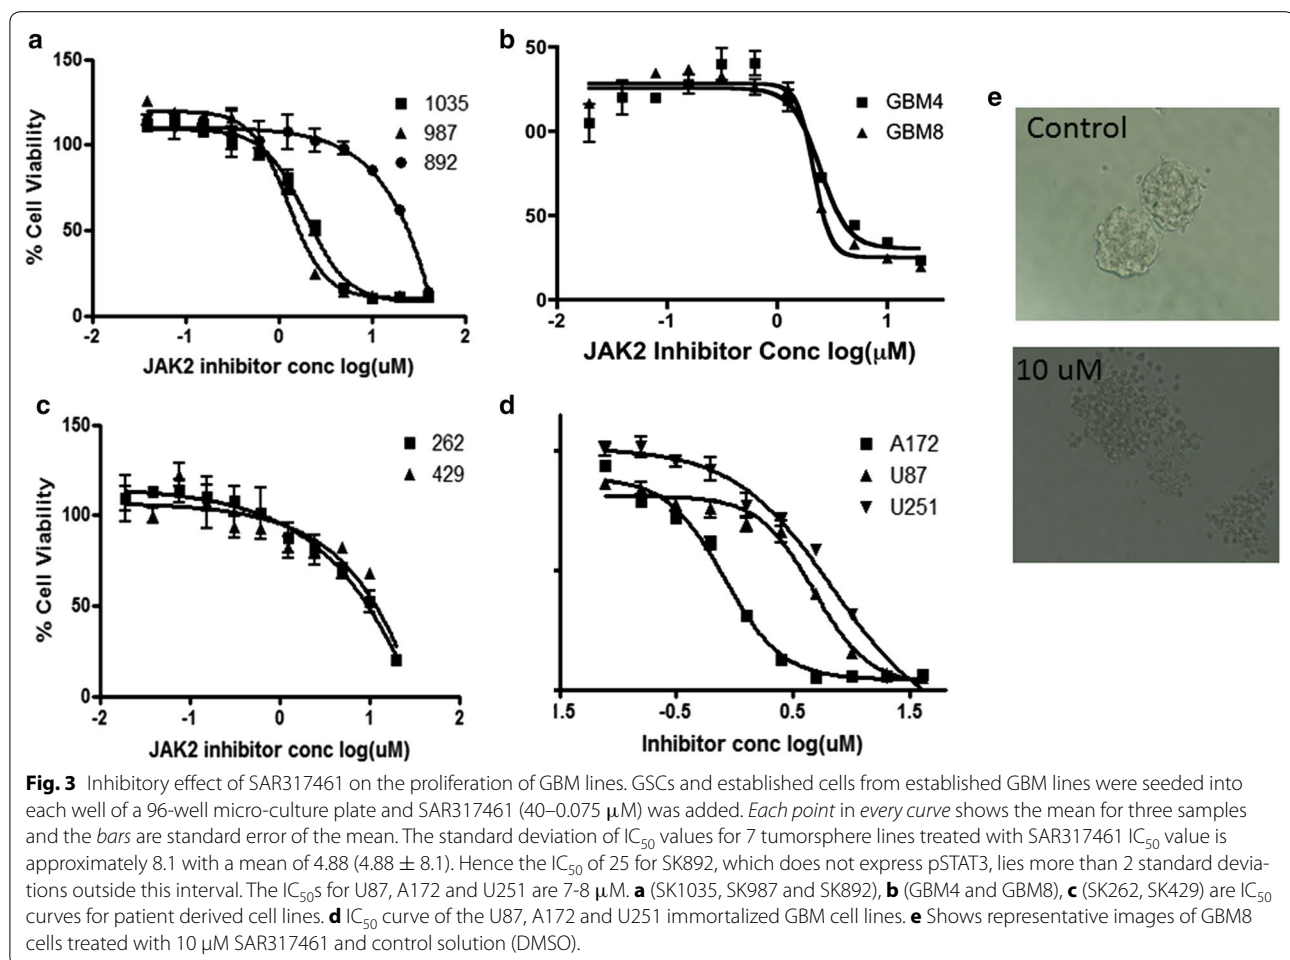 a
150
100
50
0
-2
-1
0
1
2
% Cell Viability
JAK2 inhibitor conc log(uM)
1035
987
892
b
50
00
50
0
-2
0
JAK2 Inhibitor Conc log(µM)
GBM4
GBM8
c
150
100
50
0
-2
-1
0
1
2
% Cell Viability
JAK2 inhibitor conc log(uM)
262
429
d
1.5
-0.5
0.5
1.5
Inhibitor conc log(uM)
A172
U87
U251
e
Control
10 uM
Fig. 3 Inhibitory effect of SAR317461 on the proliferation of GBM lines. GSCs and established cells from established GBM lines were seeded into
each well of a 96-well micro-culture plate and SAR317461 (40–0.075 µM) was added. Each point in every curve shows the mean for three samples
and the bars are standard error of the mean. The standard deviation of IC50 values for 7 tumorsphere lines treated with SAR317461 IC50 value is
approximately 8.1 with a mean of 4.88 (4.88 ± 8.1). Hence the IC50 of 25 for SK892, which does not express pSTAT3, lies more than 2 standard devia-
tions outside this interval. The IC50s for U87, A172 and U251 are 7-8 µM. a (SK1035, SK987 and SK892), b (GBM4 and GBM8), c (SK262, SK429) are IC50
curves for patient derived cell lines. d IC50 curve of the U87, A172 and U251 immortalized GBM cell lines. e Shows representative images of GBM8
cells treated with 10 µM SAR317461 and control solution (DMSO).